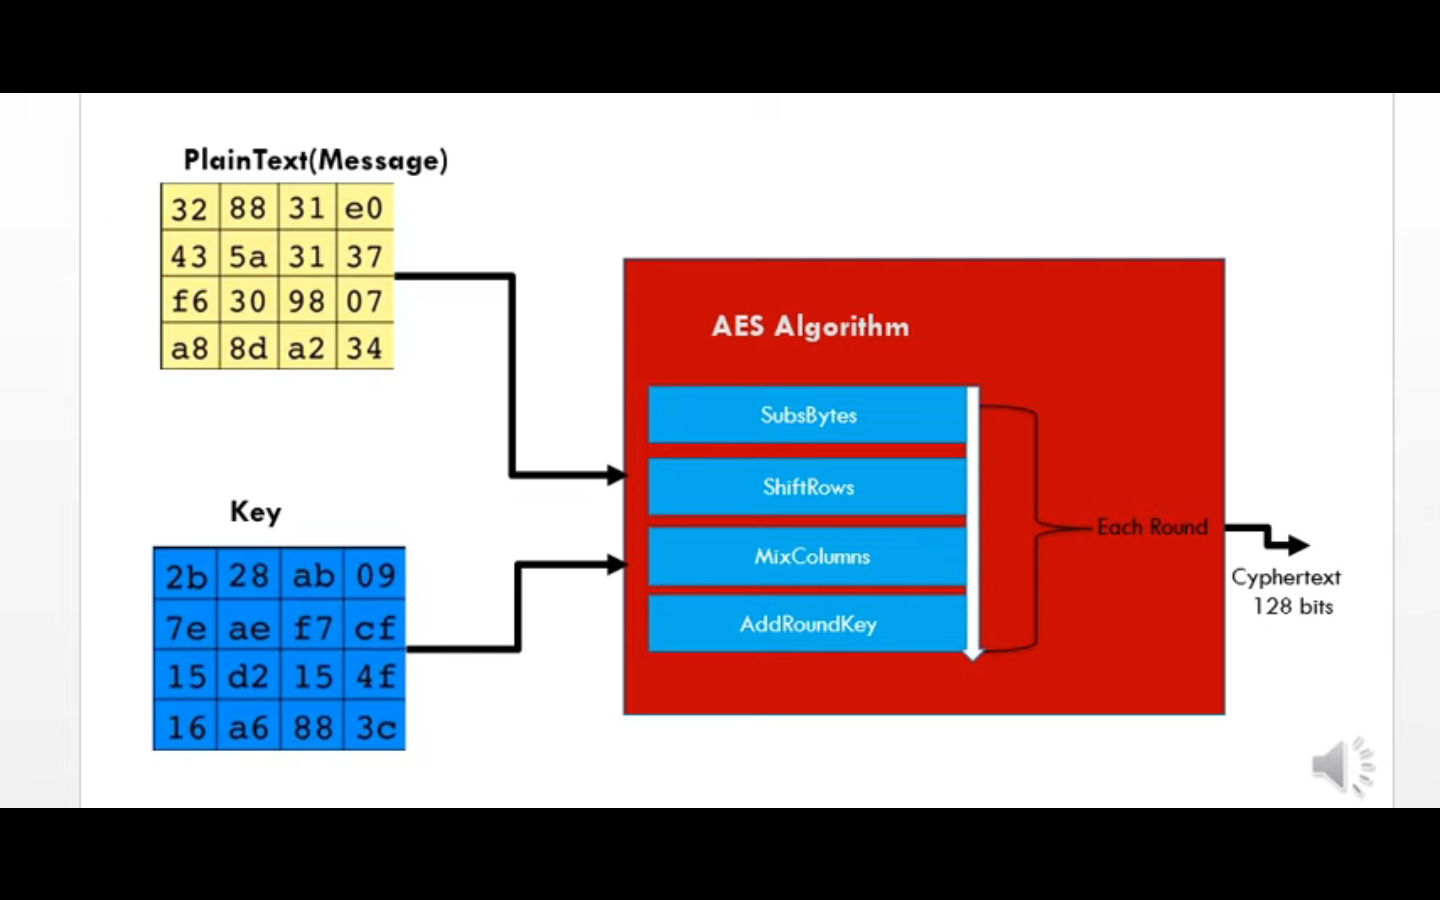 PlainText(Message)
32 88 31 e0
43 5a 31 37
f6 30 98 07
a8 8d a2 34
Key
2b 28 ab 09
7e ae f7 cf
15 d2 15 4f
16 a6 88 3c
AES Algorithm
SubsBytes
ShiftRows
MixColumns
AddRoundKey
Each Round
Cyphertext
128 bits